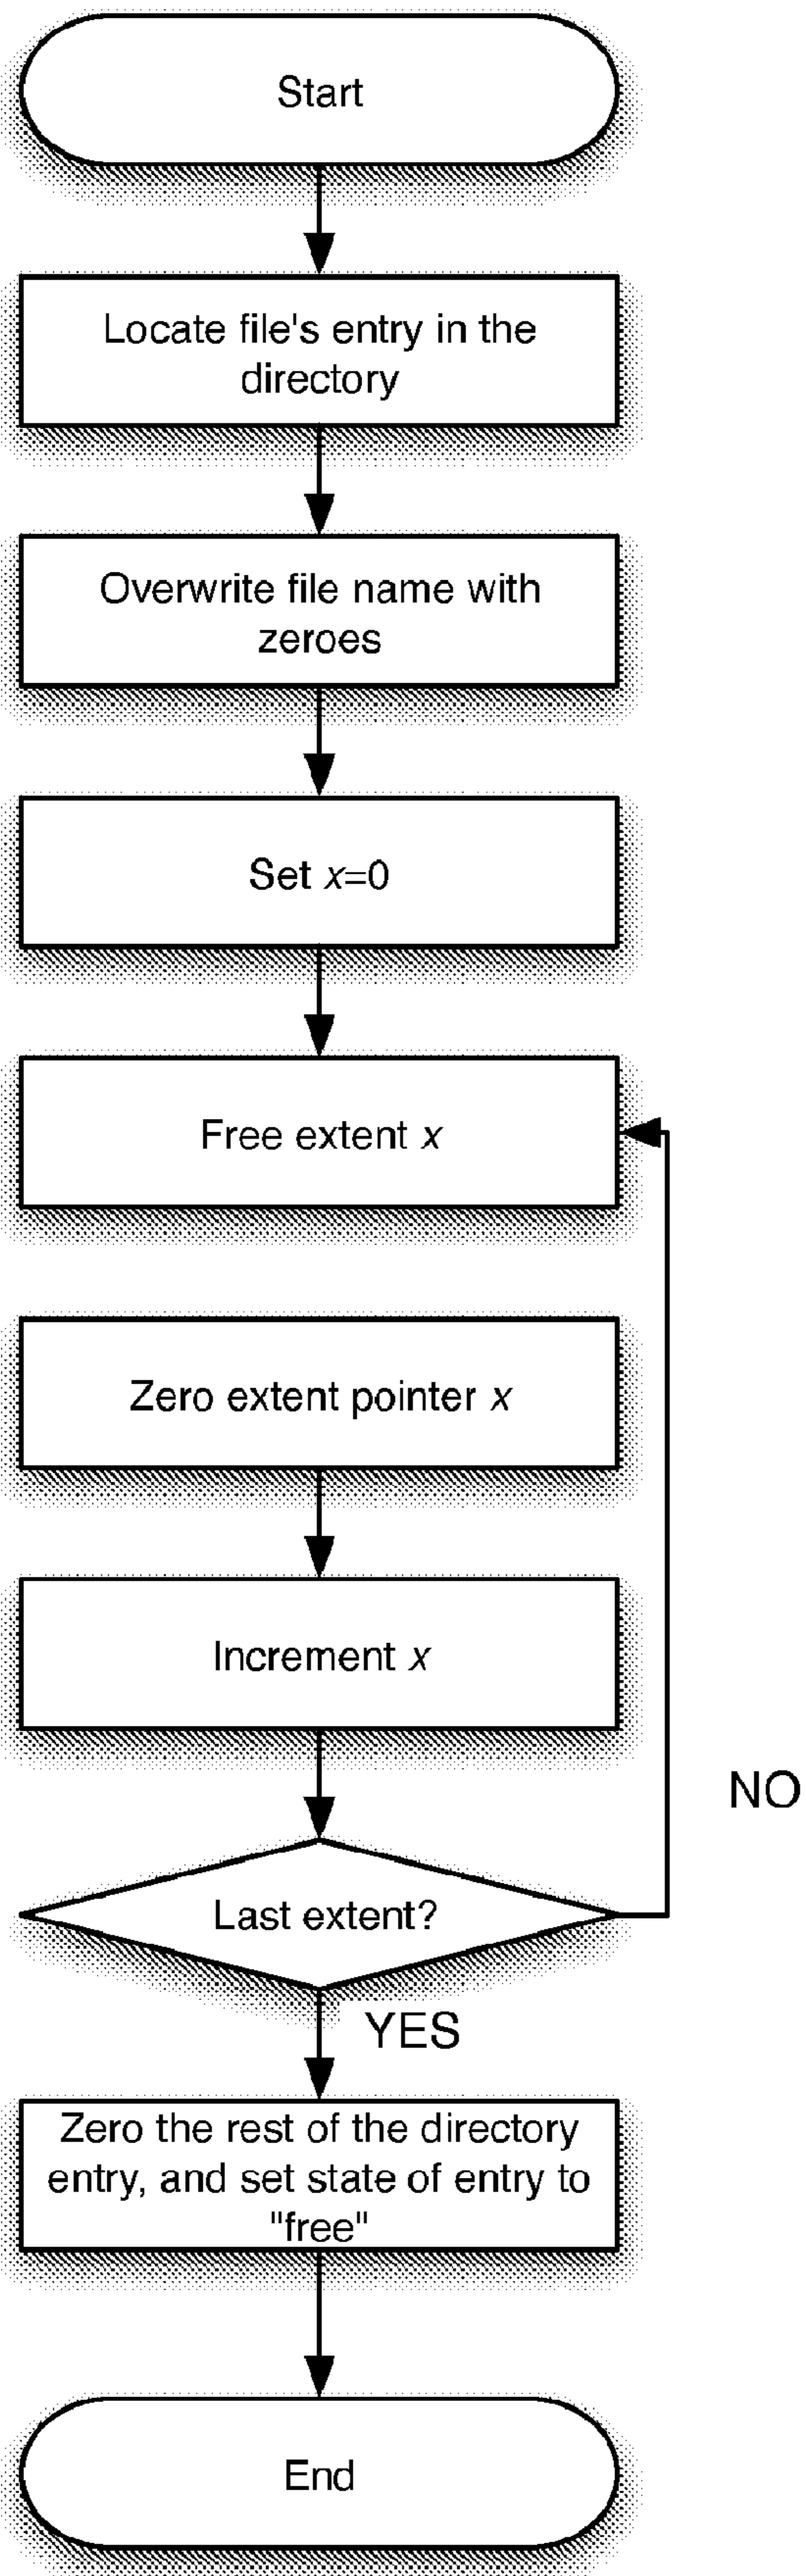 Start
Locate file's entry in the
directory
Overwrite file name with
zeroes
Set x=0
Free extent x
Zero extent pointer x
Increment x
NO
Last extent?
YES
Zero the rest of the directory
entry, and set state of entry to
"free"
End